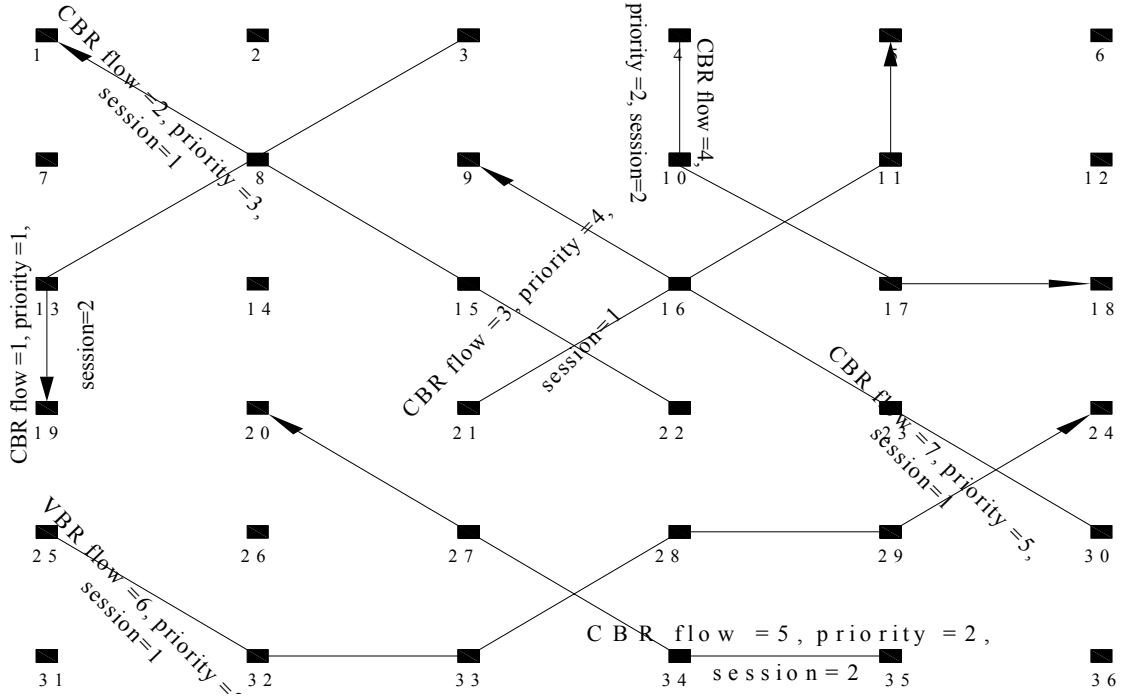 CBR flow =2, priority =3,
session=1
priority =2, session=2
CBR flow =4,
1 2 3 4 5 6
7 8 9 10 11 12
CBR flow =1, priority =1,
session=2
CBR flow =3, priority =4,
session=1
13 14 15 16 17 18
CBR flow =7, priority =5,
session=1
19 20 21 22 23 24
VBR flow =6, priority =
session=1
25 26 27 28 29 30
CBR flow =5, priority =2,
session=2
31 32 33 34 35 36